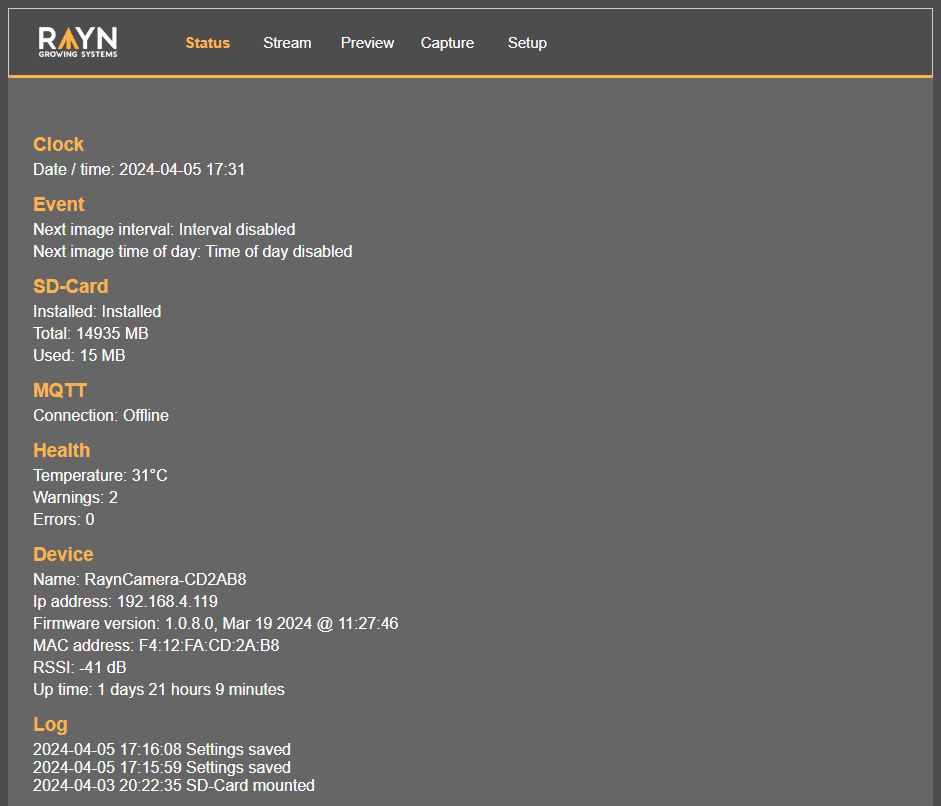 RAYN
GROWING SYSTEMS
Status Stream Preview Capture Setup
Clock
Date / time: 2024-04-05 17:31
Event
Next image interval: Interval disabled
Next image time of day: Time of day disabled
SD-Card
Installed: Installed
Total: 14935 MB
Used: 15 MB
MQTT
Connection: Offline
Health
Temperature: 31°C
Warnings: 2
Errors: 0
Device
Name: RaynCamera-CD2AB8
Ip address: 192.168.4.119
Firmware version: 1.0.8.0, Mar 19 2024 @ 11:27:46
MAC address: F4:12:FA:CD:2A:B8
RSSI: -41 dB
Up time: 1 days 21 hours 9 minutes
Log
2024-04-05 17:16:08 Settings saved
2024-04-05 17:15:59 Settings saved
2024-04-03 20:22:35 SD-Card mounted